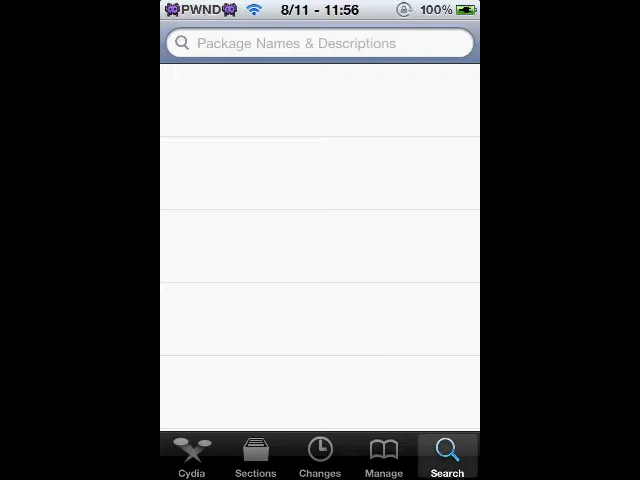 👾PWND👾 8/11 - 11:56 100%
Package Names & Descriptions
Cydia Sections Changes Manage Search